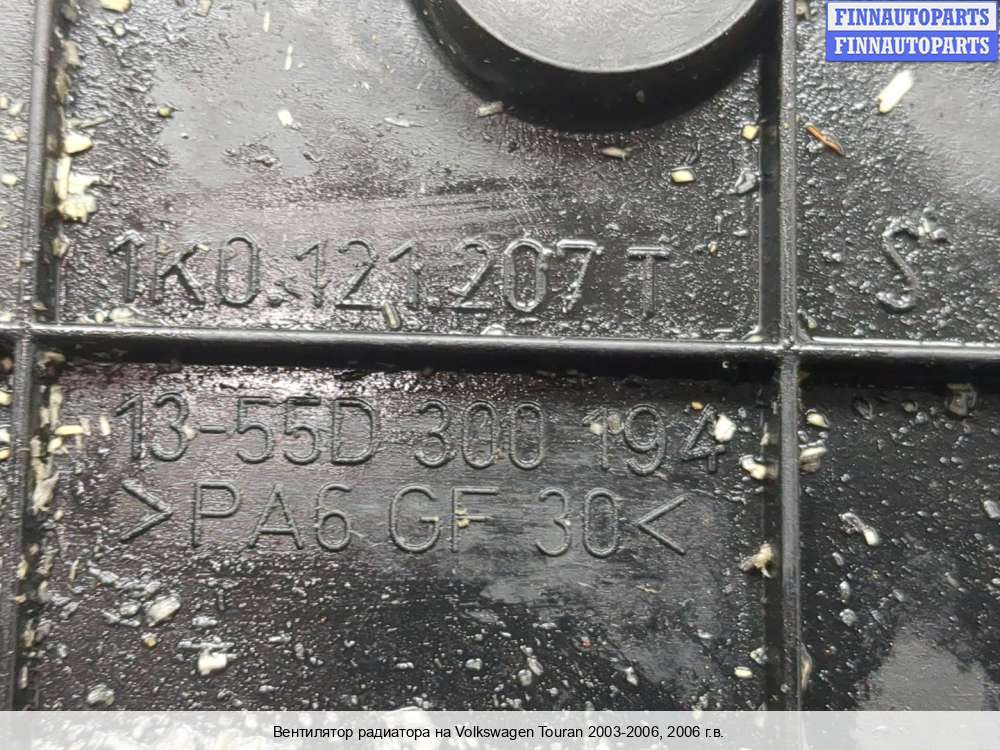 FINNAUTOPARTS
FINNAUTOPARTS
1K0.121.207 T
S
13-55D 300 194
>PA6 GF 30<
Вентилятор радиатора на Volkswagen Touran 2003-2006, 2006 г.в.